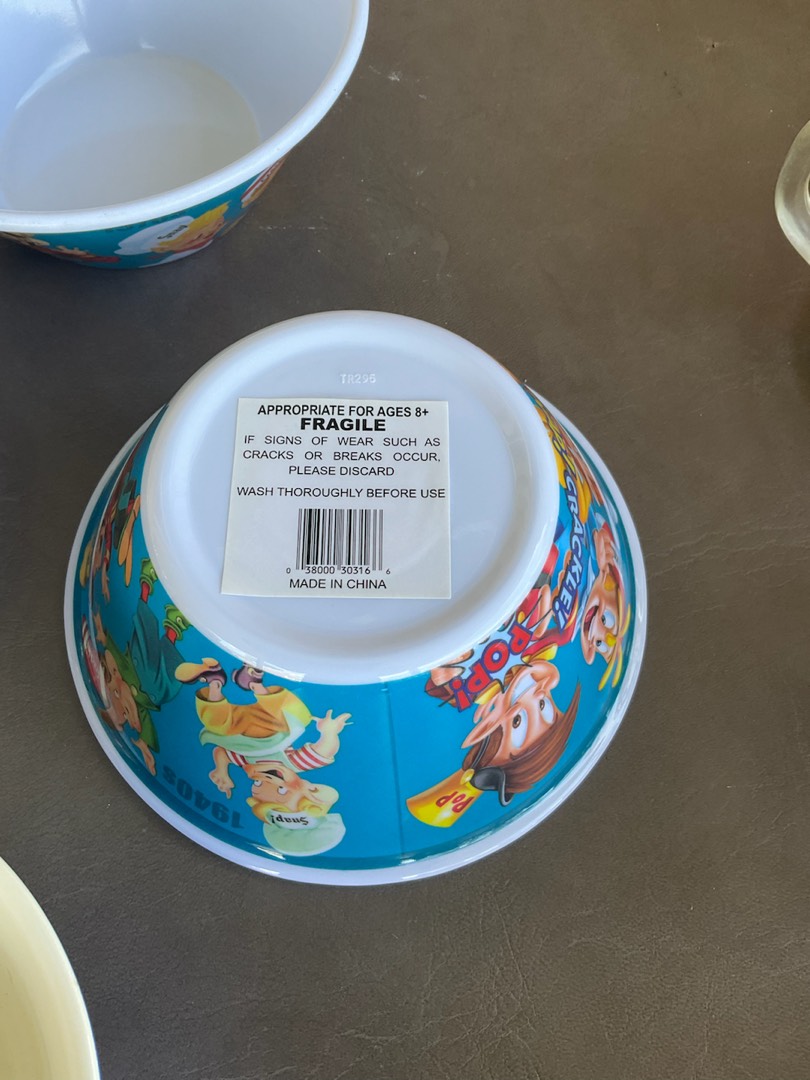 Snap!
TR296
APPROPRIATE FOR AGES 8+
FRAGILE
IF SIGNS OF WEAR SUCH AS
CRACKS OR BREAKS OCCUR,
PLEASE DISCARD
WASH THOROUGHLY BEFORE USE
0 38000 30316 6
MADE IN CHINA
CRACKLE!
POP!
POP
1940s
Snap!